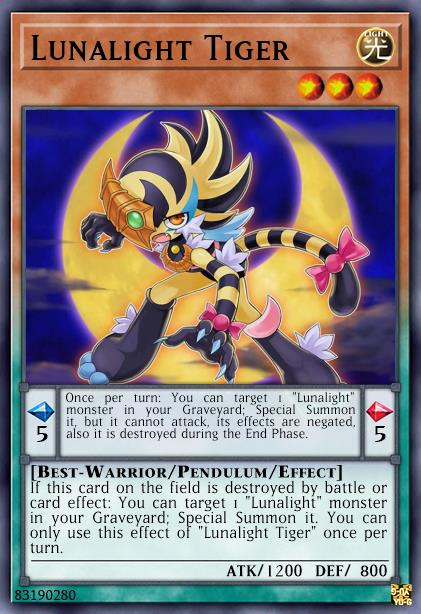 LUNALIGHT TIGER
LIGHT
光
Once per turn: You can target 1 "Lunalight"
monster in your Graveyard; Special Summon
it, but it cannot attack, its effects are negated,
also it is destroyed during the End Phase.
5
5
[BEST-WARRIOR/PENDULUM/EFFECT]
If this card on the field is destroyed by battle or
card effect: You can target 1 "Lunalight" monster
in your Graveyard; Special Summon it. You can
only use this effect of "Lunalight Tiger" once per
turn.
ATK/1200 DEF/ 800
83190280